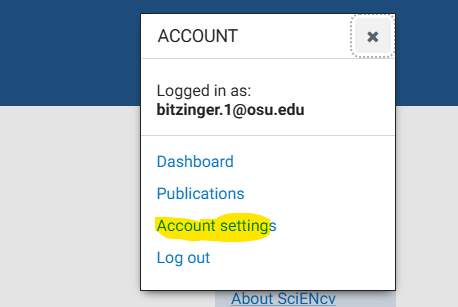 ACCOUNT
Logged in as:
bitzinger.1@osu.edu
Dashboard
Publications
Account settings
Log out
About SciENcv